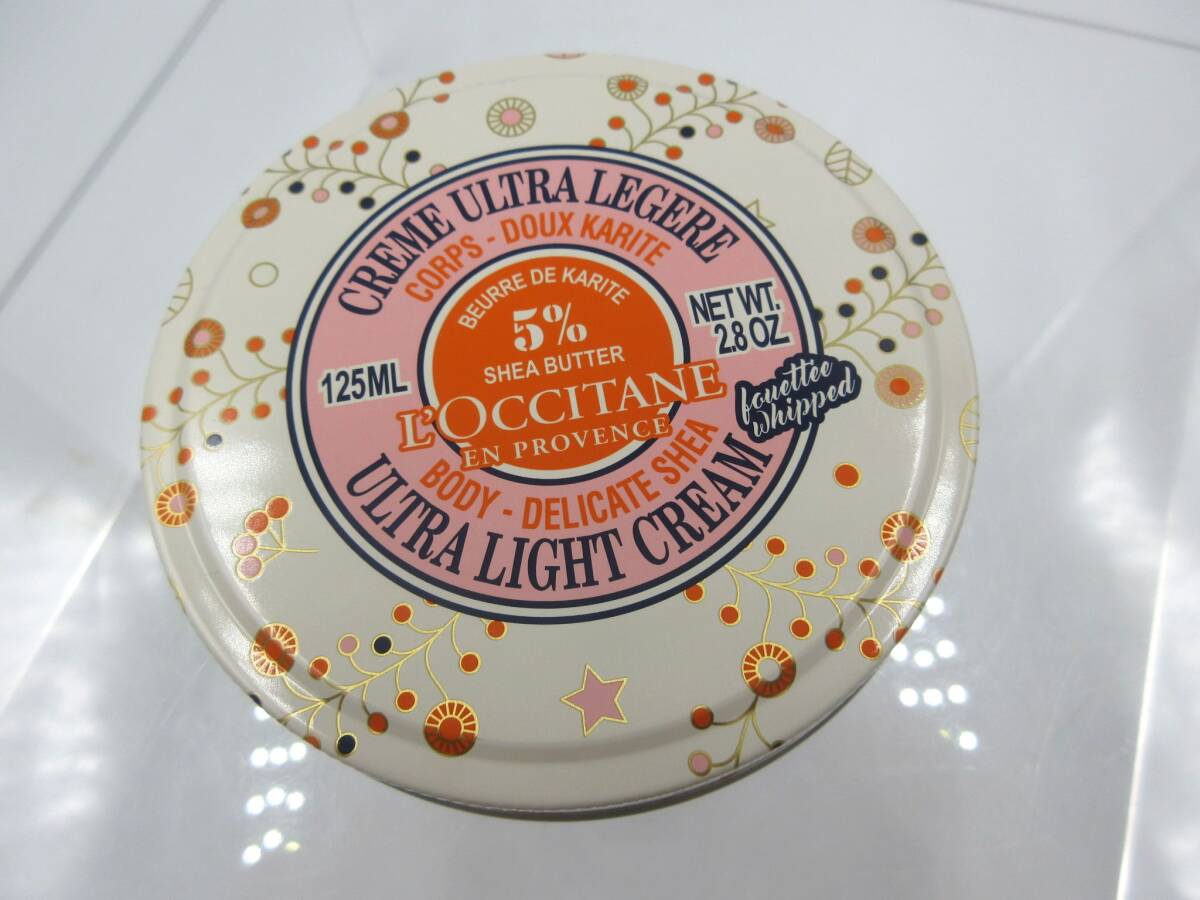 CREME ULTRA LEGERE
CORPS - DOUX KARITE
BEURRE DE KARITE
5%
SHEA BUTTER
125ML
NET WT.
2.8 OZ
L'OCCITANE
EN PROVENCE
fouettée
whipped
BODY - DELICATE SHEA
ULTRA LIGHT CREAM